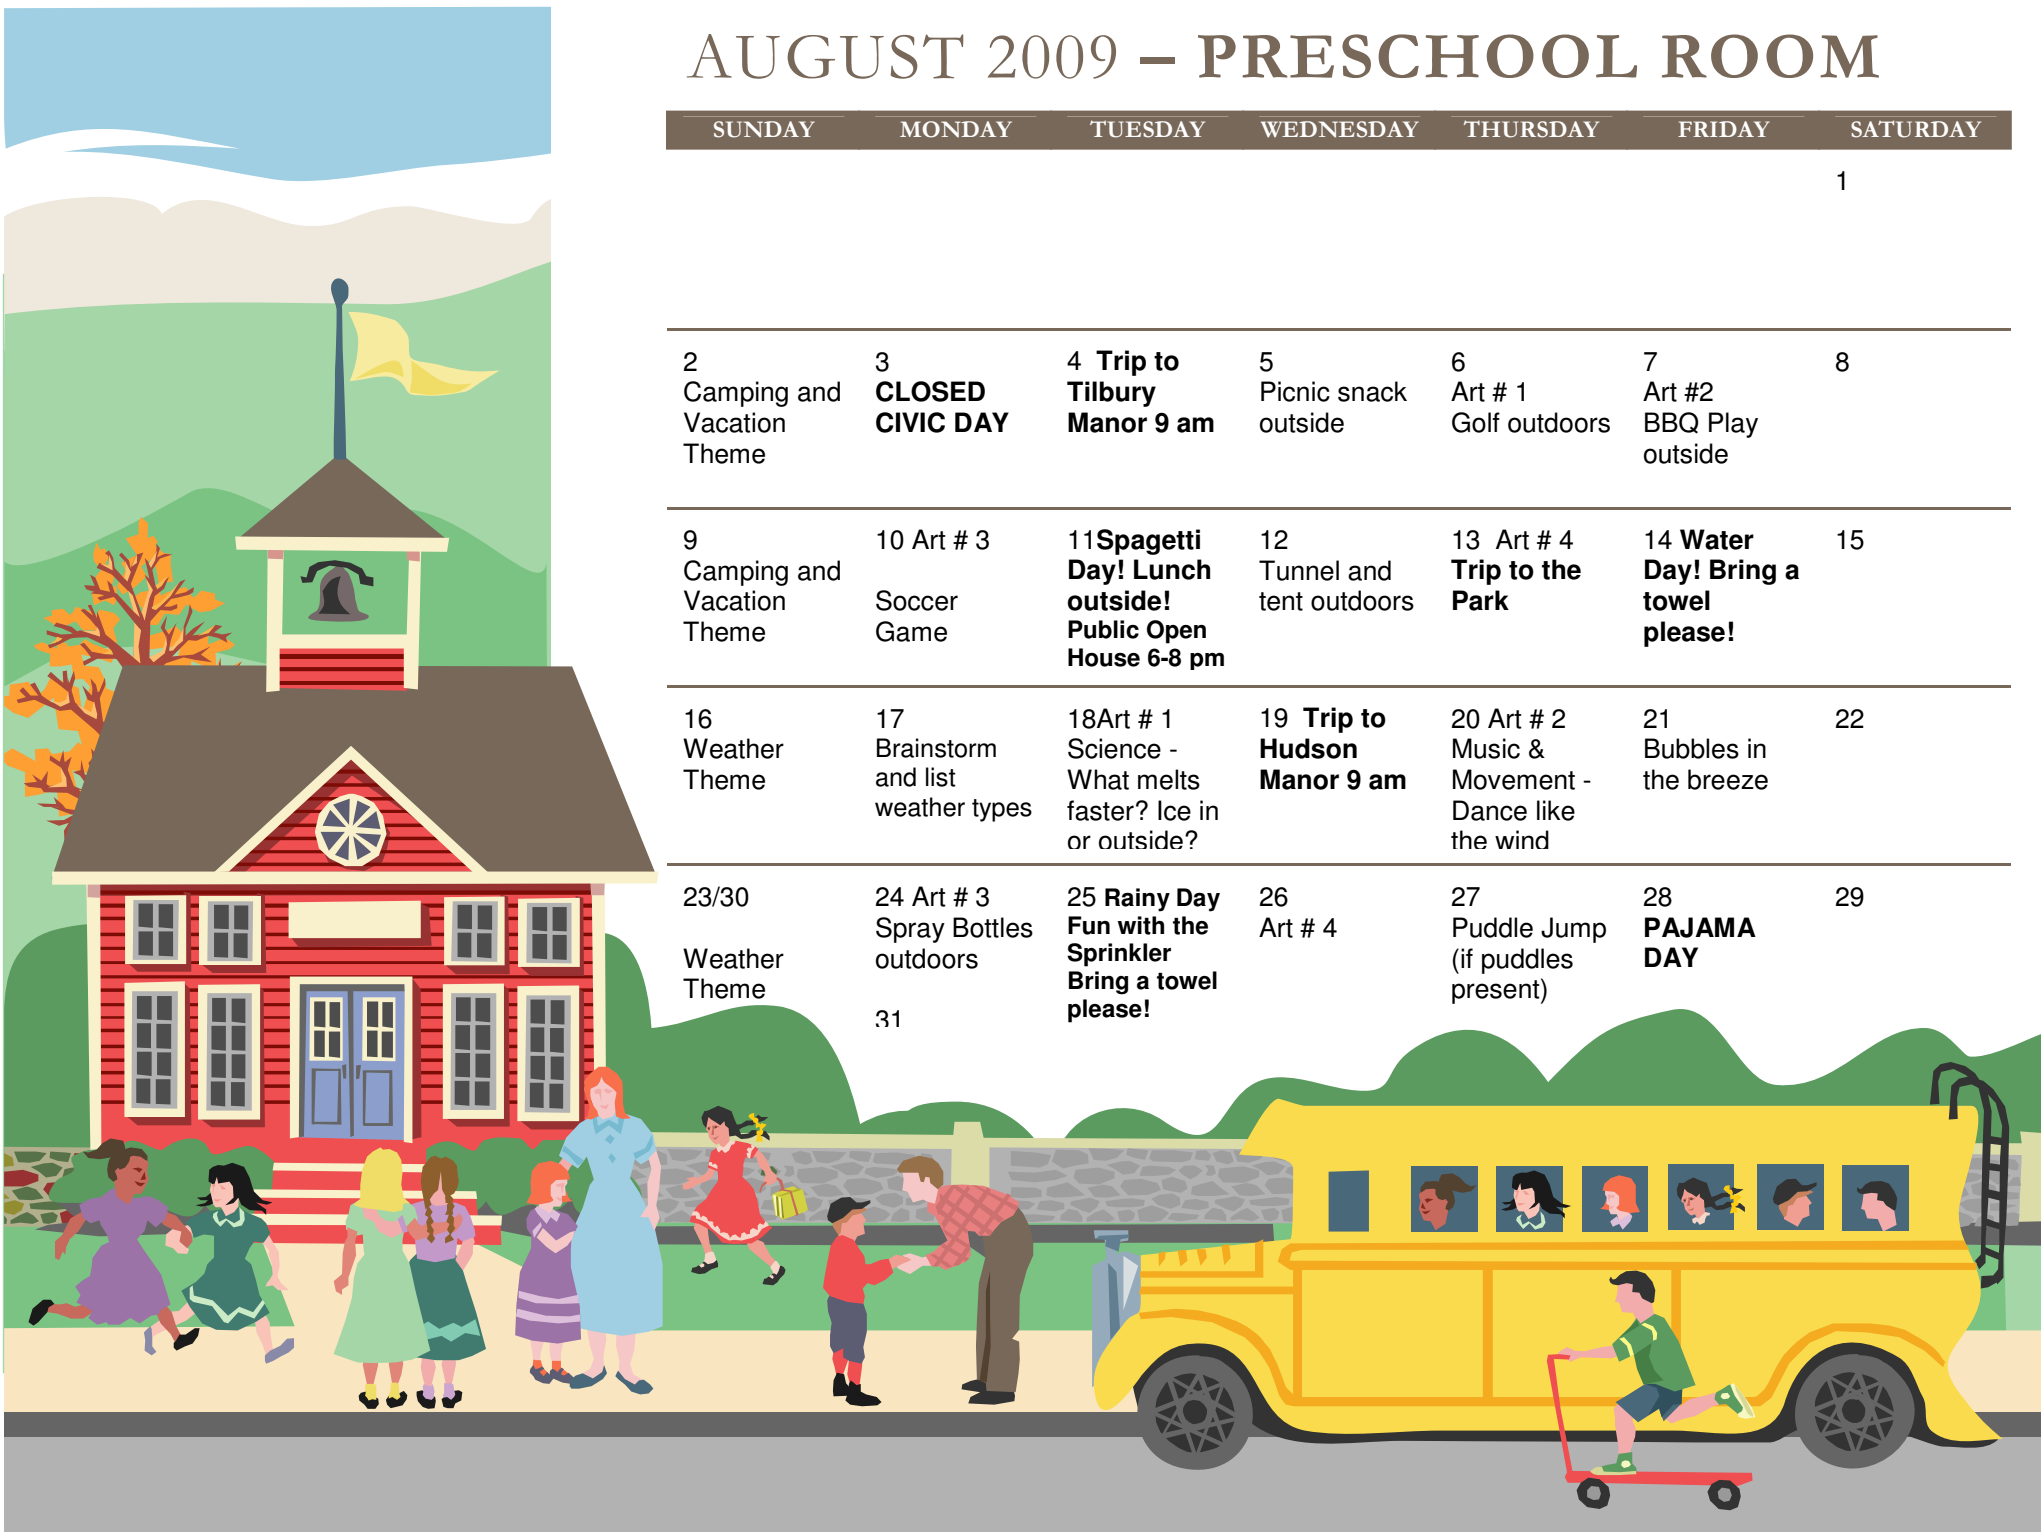 AUGUST 2009 – PRESCHOOL ROOM
SUNDAY MONDAY TUESDAY WEDNESDAY THURSDAY FRIDAY SATURDAY
1
2
Camping and
Vacation
Theme
3
CLOSED
CIVIC DAY
4 Trip to
Tilbury
Manor 9 am
5
Picnic snack
outside
6
Art # 1
Golf outdoors
7
Art #2
BBQ Play
outside
8
9
Camping and
Vacation
Theme
10 Art # 3
Soccer
Game
11Spagetti
Day! Lunch
outside!
Public Open
House 6-8 pm
12
Tunnel and
tent outdoors
13 Art # 4
Trip to the
Park
14 Water
Day! Bring a
towel
please!
15
16
Weather
Theme
17
Brainstorm
and list
weather types
18Art # 1
Science -
What melts
faster? Ice in
or outside?
19 Trip to
Hudson
Manor 9 am
20 Art # 2
Music &
Movement -
Dance like
the wind
21
Bubbles in
the breeze
22
23/30
Weather
Theme
24 Art # 3
Spray Bottles
outdoors
31
25 Rainy Day
Fun with the
Sprinkler
Bring a towel
please!
26
Art # 4
27
Puddle Jump
(if puddles
present)
28
PAJAMA
DAY
29